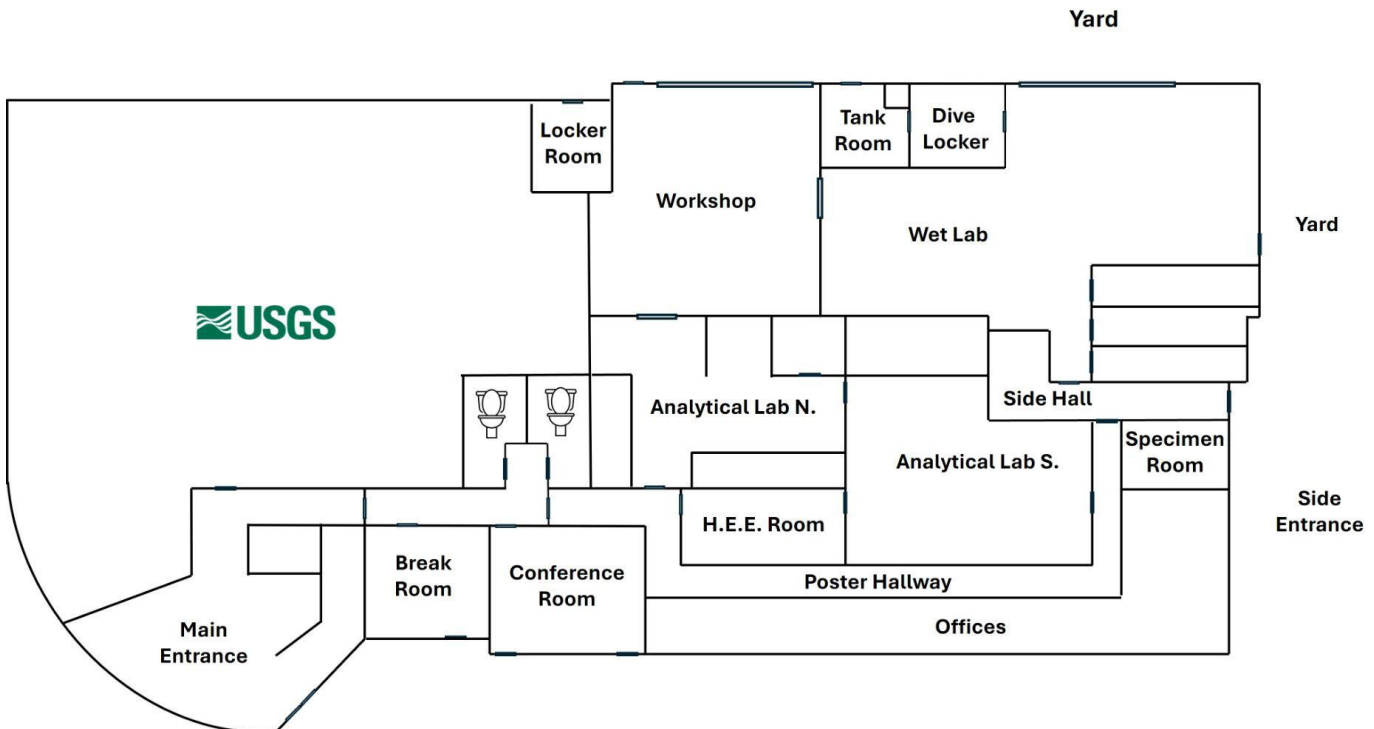 Yard
Locker
Room
Tank
Room
Dive
Locker
Workshop
Wet Lab
Yard
USGS
Side Hall
Analytical Lab N.
Specimen
Room
Analytical Lab S.
Side
Entrance
H.E.E. Room
Break
Room
Conference
Room
Poster Hallway
Main
Entrance
Offices